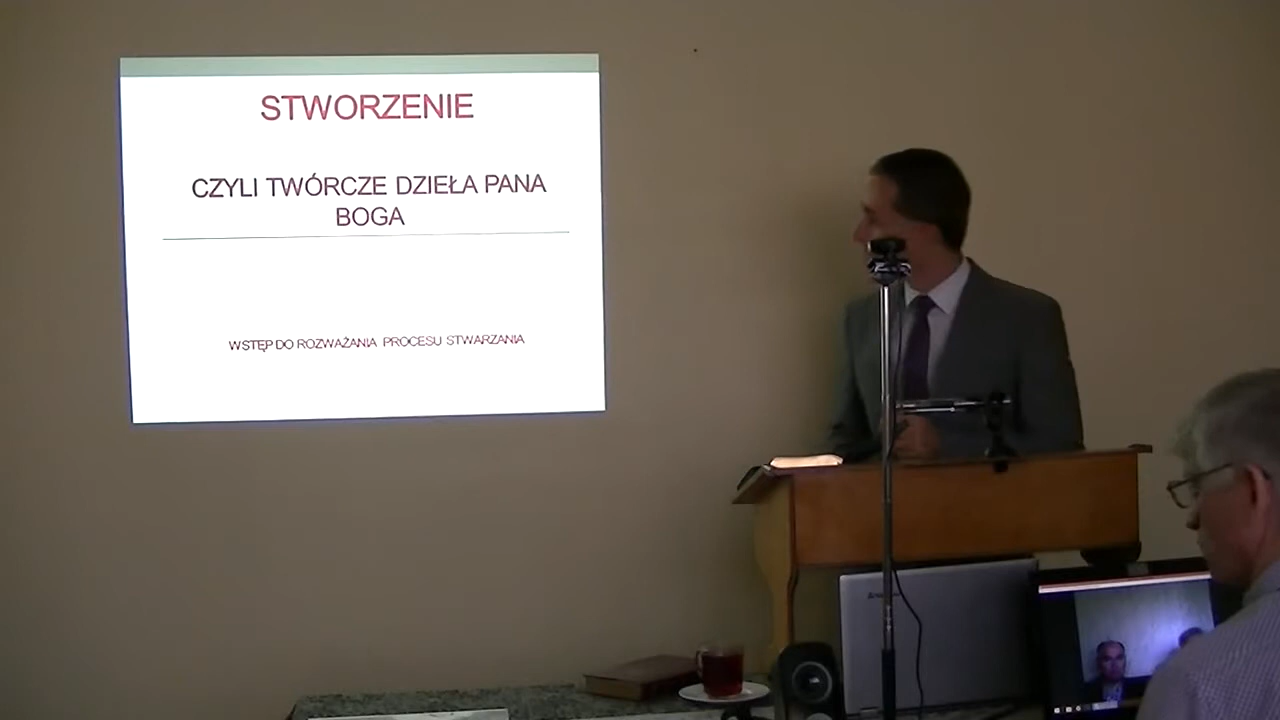 STWORZENIE
CZYLI TWÓRCZE DZIEŁA PANA
BOGA
WSTĘP DO ROZWAŻANIA PROCESU STWARZANIA